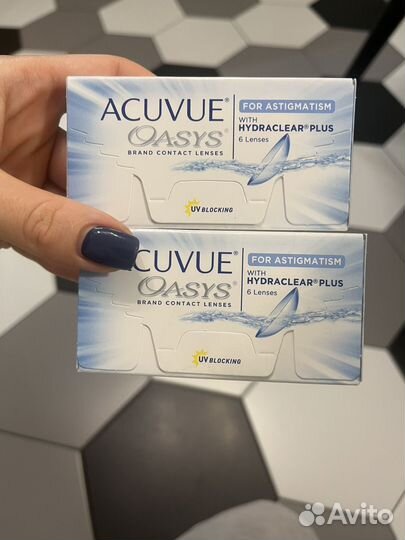 ACUVUE®
OASYS®
BRAND CONTACT LENSES
FOR ASTIGMATISM
WITH
HYDRACLEAR® PLUS
6 Lenses
UV BLOCKING
CUVUE®
OASYS®
BRAND CONTACT LENSES
FOR ASTIGMATISM
WITH
HYDRACLEAR® PLUS
6 Lenses
UV BLOCKING
Avito